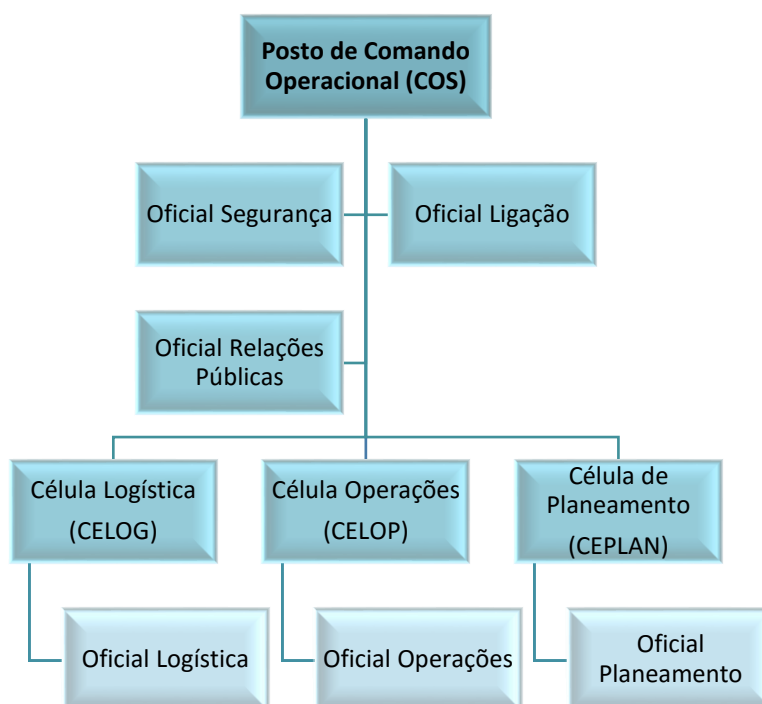 Posto de Comando
Operacional (COS)
Oficial Segurança
Oficial Ligação
Oficial Relações
Públicas
Célula Logística
(CELOG)
Célula Operações
(CELOP)
Célula de
Planeamento
(CEPLAN)
Oficial Logística
Oficial Operações
Oficial
Planeamento